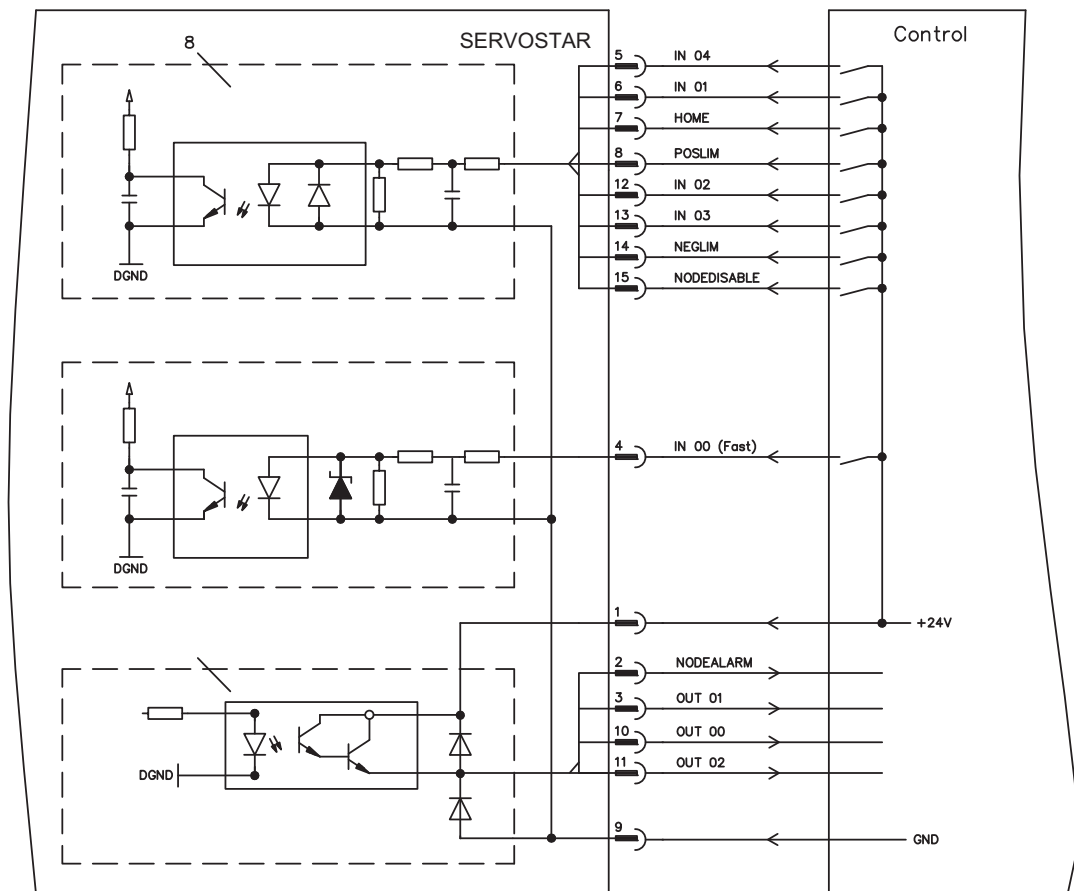 8
SERVOSTAR
Control
5 IN 04
6 IN 01
7 HOME
8 POSLIM
12 IN 02
13 IN 03
14 NEGLIM
15 NODEDISABLE
DGND
4 IN 00 (Fast)
DGND
1 +24V
2 NODEALARM
3 OUT 01
10 OUT 00
11 OUT 02
DGND
9 GND